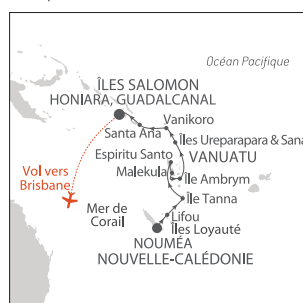 Océan Pacifique
ÎLES SALOMON
HONIARA, GUADALCANAL
Vanikoro
Santa Ana
Îles Ureparapara & Sana
Espiritu Santo
VANUATU
Malekula
Île Ambrym
Vol vers
Brisbane
Île Tanna
Mer de
Corail
Lifou
Îles Loyauté
NOUMÉA
NOUVELLE-CALÉDONIE